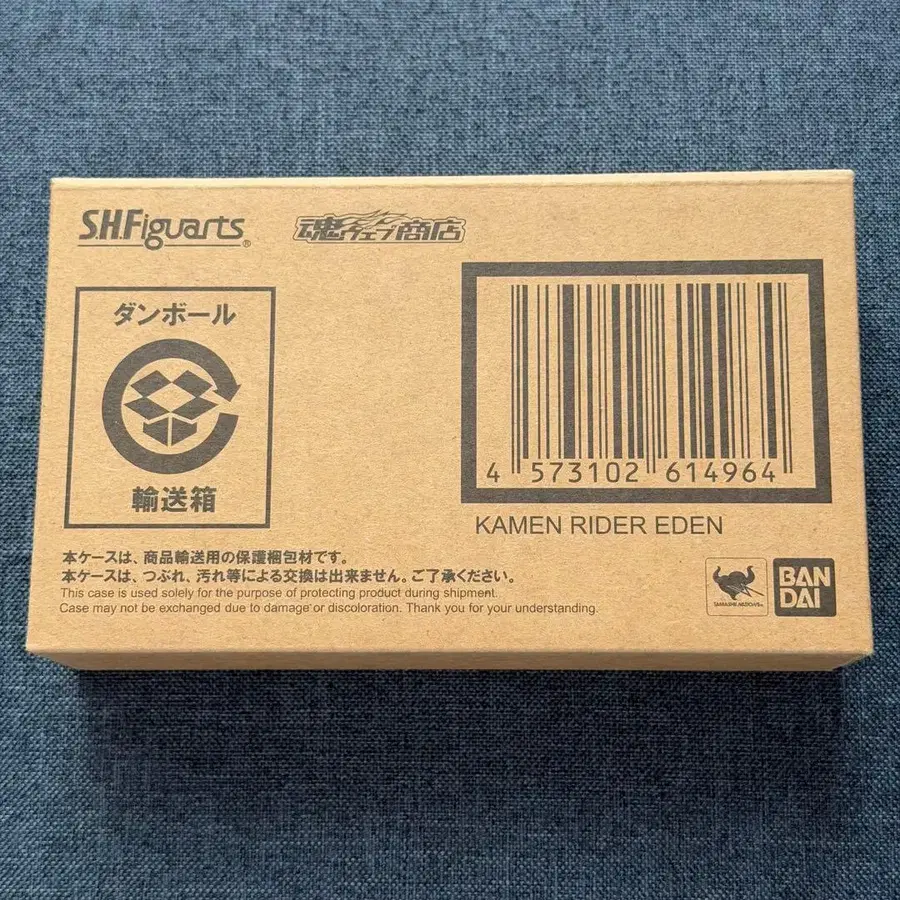 S.H.Figuarts®
魂ウェブ商店
ダンボール
輸送箱
4 573102 614964
KAMEN RIDER EDEN
本ケースは、商品輸送用の保護梱包材です。
本ケースは、つぶれ、汚れ等による交換は出来ません。ご了承ください。
This case is used solely for the purpose of protecting product during shipment.
Case may not be exchanged due to damage or discoloration. Thank you for your understanding.
TAMASHII NATIONS
BAN
DAI